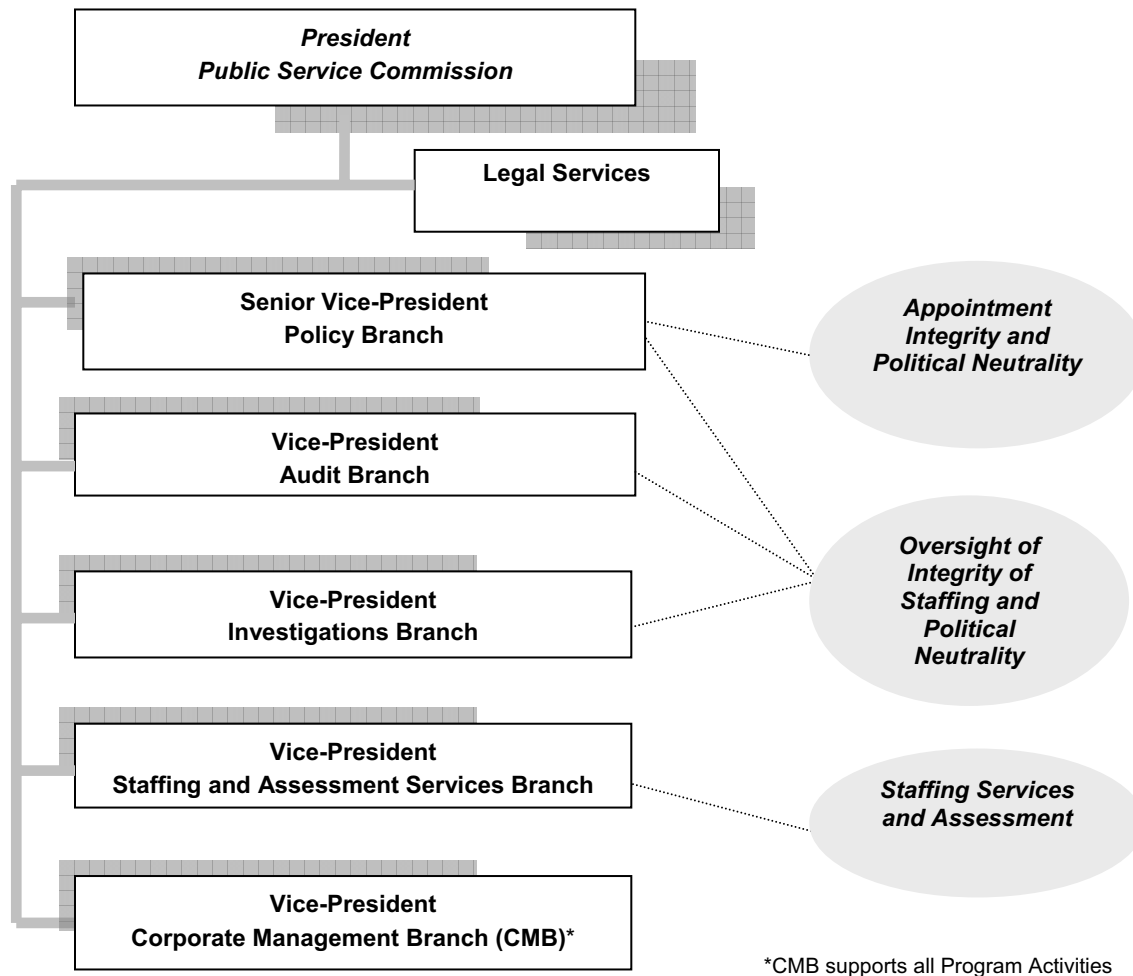 President
Public Service Commission
Legal Services
Senior Vice-President
Policy Branch
Appointment
Integrity and
Political Neutrality
Vice-President
Audit Branch
Oversight of
Integrity of
Staffing and
Political
Neutrality
Vice-President
Investigations Branch
Vice-President
Staffing and Assessment Services Branch
Staffing Services
and Assessment
Vice-President
Corporate Management Branch (CMB)*
*CMB supports all Program Activities